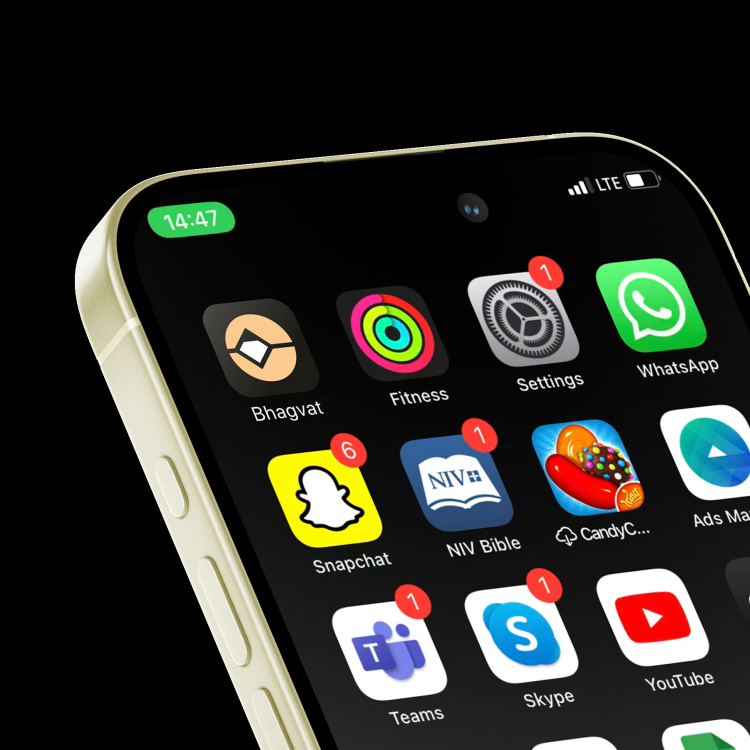 14:47 LTE
1
Bhagvat Fitness Settings WhatsApp
6 1
NIV
King
Snapchat NIV Bible CandyC... Ads Ma
1 1
T S
Teams Skype YouTube